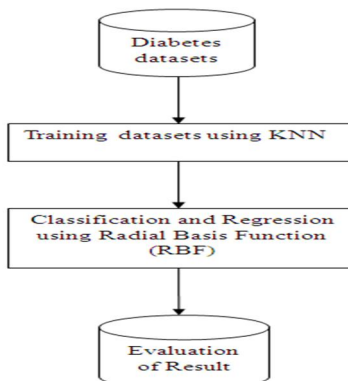 Diabetes
datasets
Training datasets using KNN
Classification and Regression
using Radial Basis Function
(RBF)
Evaluation
of Result